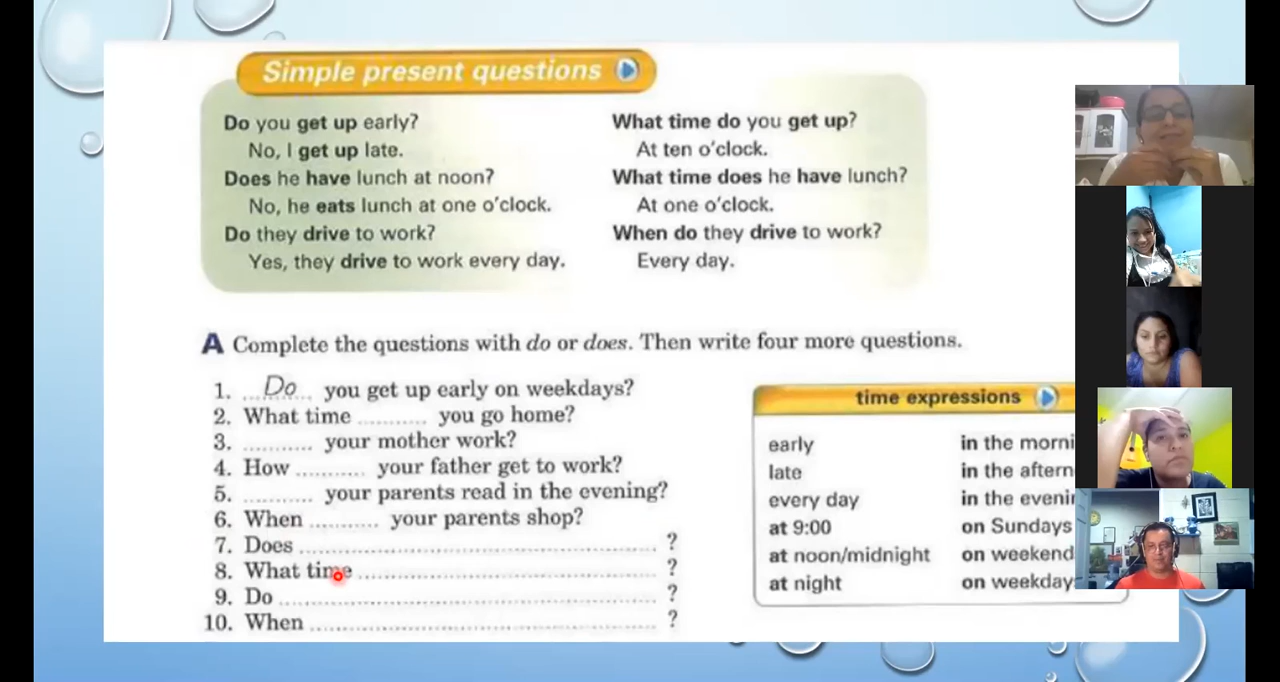 Simple present questions
Do you get up early?
No, I get up late.
Does he have lunch at noon?
No, he eats lunch at one o'clock.
Do they drive to work?
Yes, they drive to work every day.
What time do you get up?
At ten o'clock.
What time does he have lunch?
At one o'clock.
When do they drive to work?
Every day.
A Complete the questions with do or does. Then write four more questions.
1. Do you get up early on weekdays?
2. What time .......... you go home?
3. .......... your mother work?
4. How .......... your father get to work?
5. .......... your parents read in the evening?
6. When .......... your parents shop?
7. Does .......... ?
8. What time .......... ?
9. Do .......... ?
10. When .......... ?
time expressions
early
late
every day
at 9:00
at noon/midnight
at night
in the morni
in the aftern
in the evenin
on Sundays
on weekend
on weekday